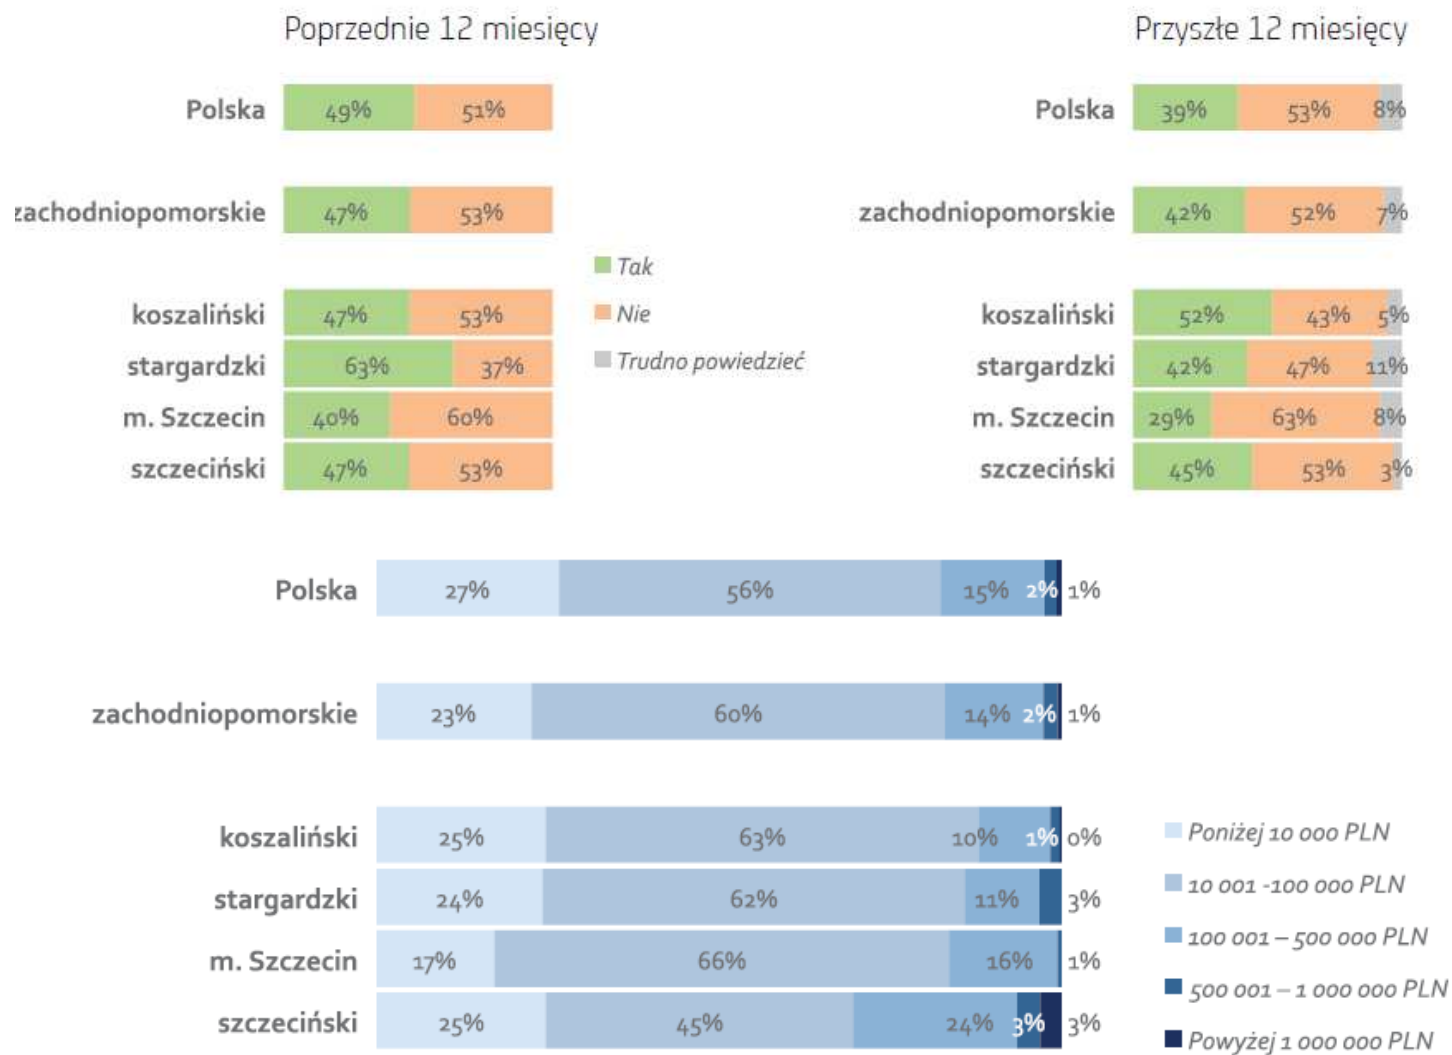 Poprzednie 12 miesięcy
Przyszłe 12 miesięcy
Polska 49% 51%
Polska 39% 53% 8%
zachodniopomorskie 47% 53%
zachodniopomorskie 42% 52% 7%
Tak
Nie
Trudno powiedzieć
koszaliński 47% 53%
koszaliński 52% 43% 5%
stargardzki 63% 37%
stargardzki 42% 47% 11%
m. Szczecin 40% 60%
m. Szczecin 29% 63% 8%
szczeciński 47% 53%
szczeciński 45% 53% 3%
Polska 27% 56% 15% 2% 1%
zachodniopomorskie 23% 60% 14% 2% 1%
koszaliński 25% 63% 10% 1% 0%
stargardzki 24% 62% 11% 3%
m. Szczecin 17% 66% 16% 1%
szczeciński 25% 45% 24% 3% 3%
Poniżej 10 000 PLN
10 001 -100 000 PLN
100 001 – 500 000 PLN
500 001 – 1 000 000 PLN
Powyżej 1 000 000 PLN